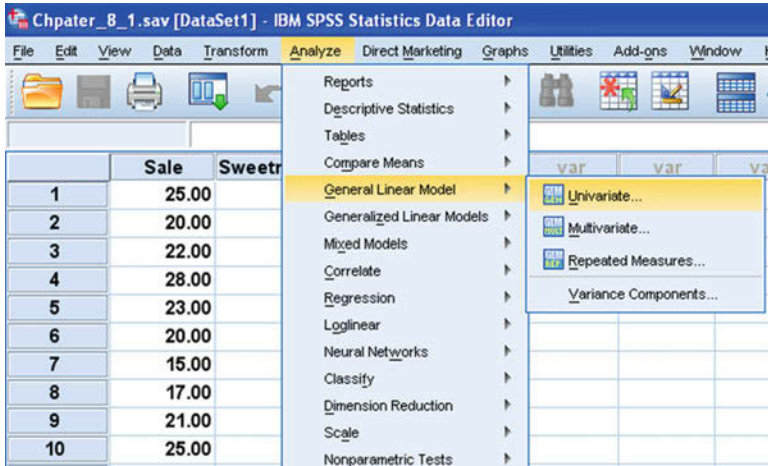 Chpater_8_1.sav [DataSet1] - IBM SPSS Statistics Data Editor
File Edit View Data Transform Analyze Direct Marketing Graphs Utilities Add-ons Window
Reports
Descriptive Statistics
Tables
Compare Means
General Linear Model
Generalized Linear Models
Mixed Models
Correlate
Regression
Loglinear
Neural Networks
Classify
Dimension Reduction
Scale
Nonparametric Tests
Univariate...
Multivariate...
Repeated Measures...
Variance Components...
Sale Sweetr var var va
1 25.00
2 20.00
3 22.00
4 28.00
5 23.00
6 20.00
7 15.00
8 17.00
9 21.00
10 25.00